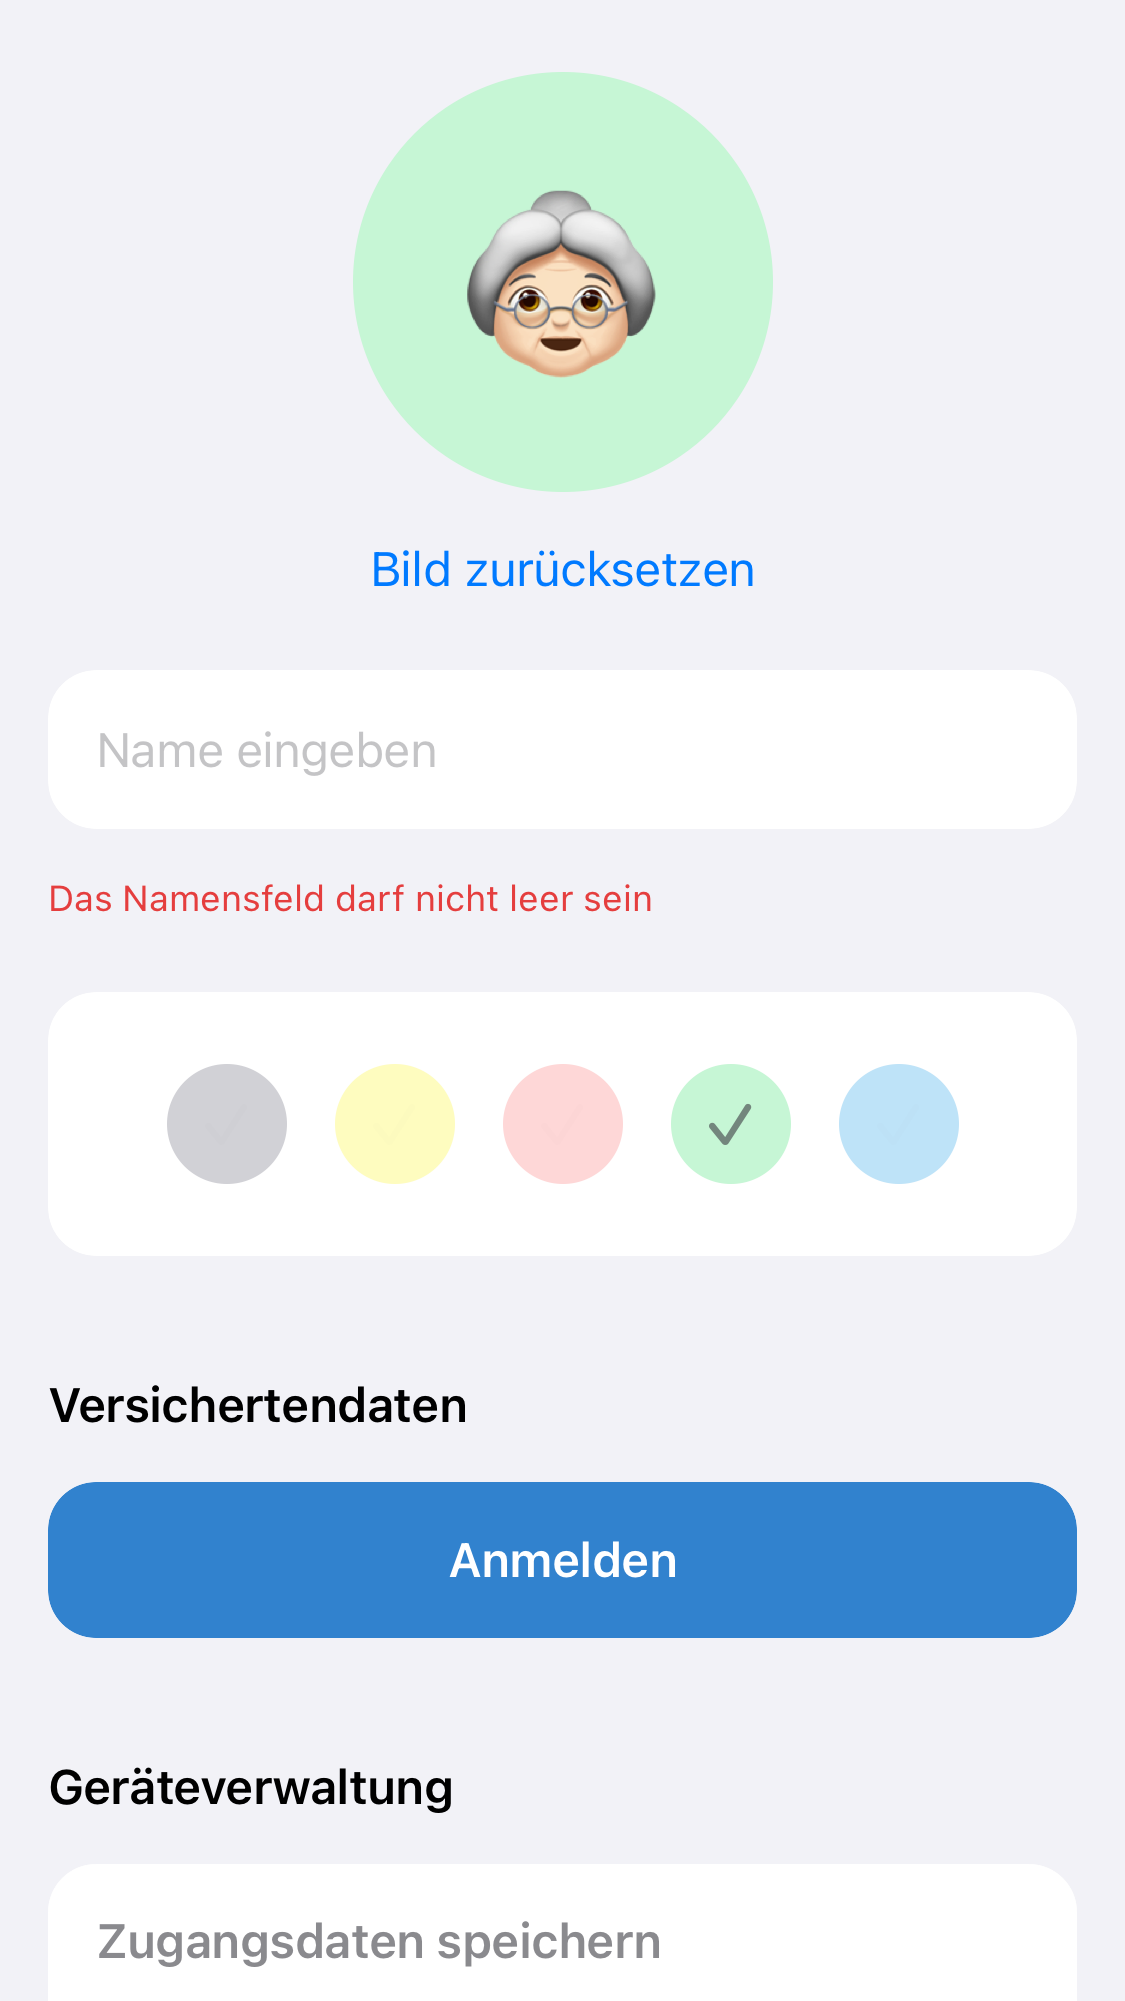 Bild zurücksetzen
Name eingeben
Das Namensfeld darf nicht leer sein
Versichertendaten
Anmelden
Geräteverwaltung
Zugangsdaten speichern